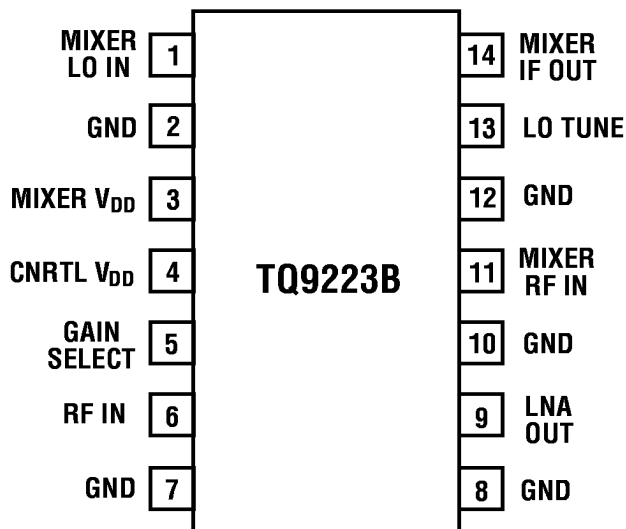 MIXER
LO IN
1
GND
2
MIXER VDD
3
CNRTL VDD
4
GAIN
SELECT
5
RF IN
6
GND
7
TQ9223B
14
MIXER
IF OUT
13
LO TUNE
12
GND
11
MIXER
RF IN
10
GND
9
LNA
OUT
8
GND